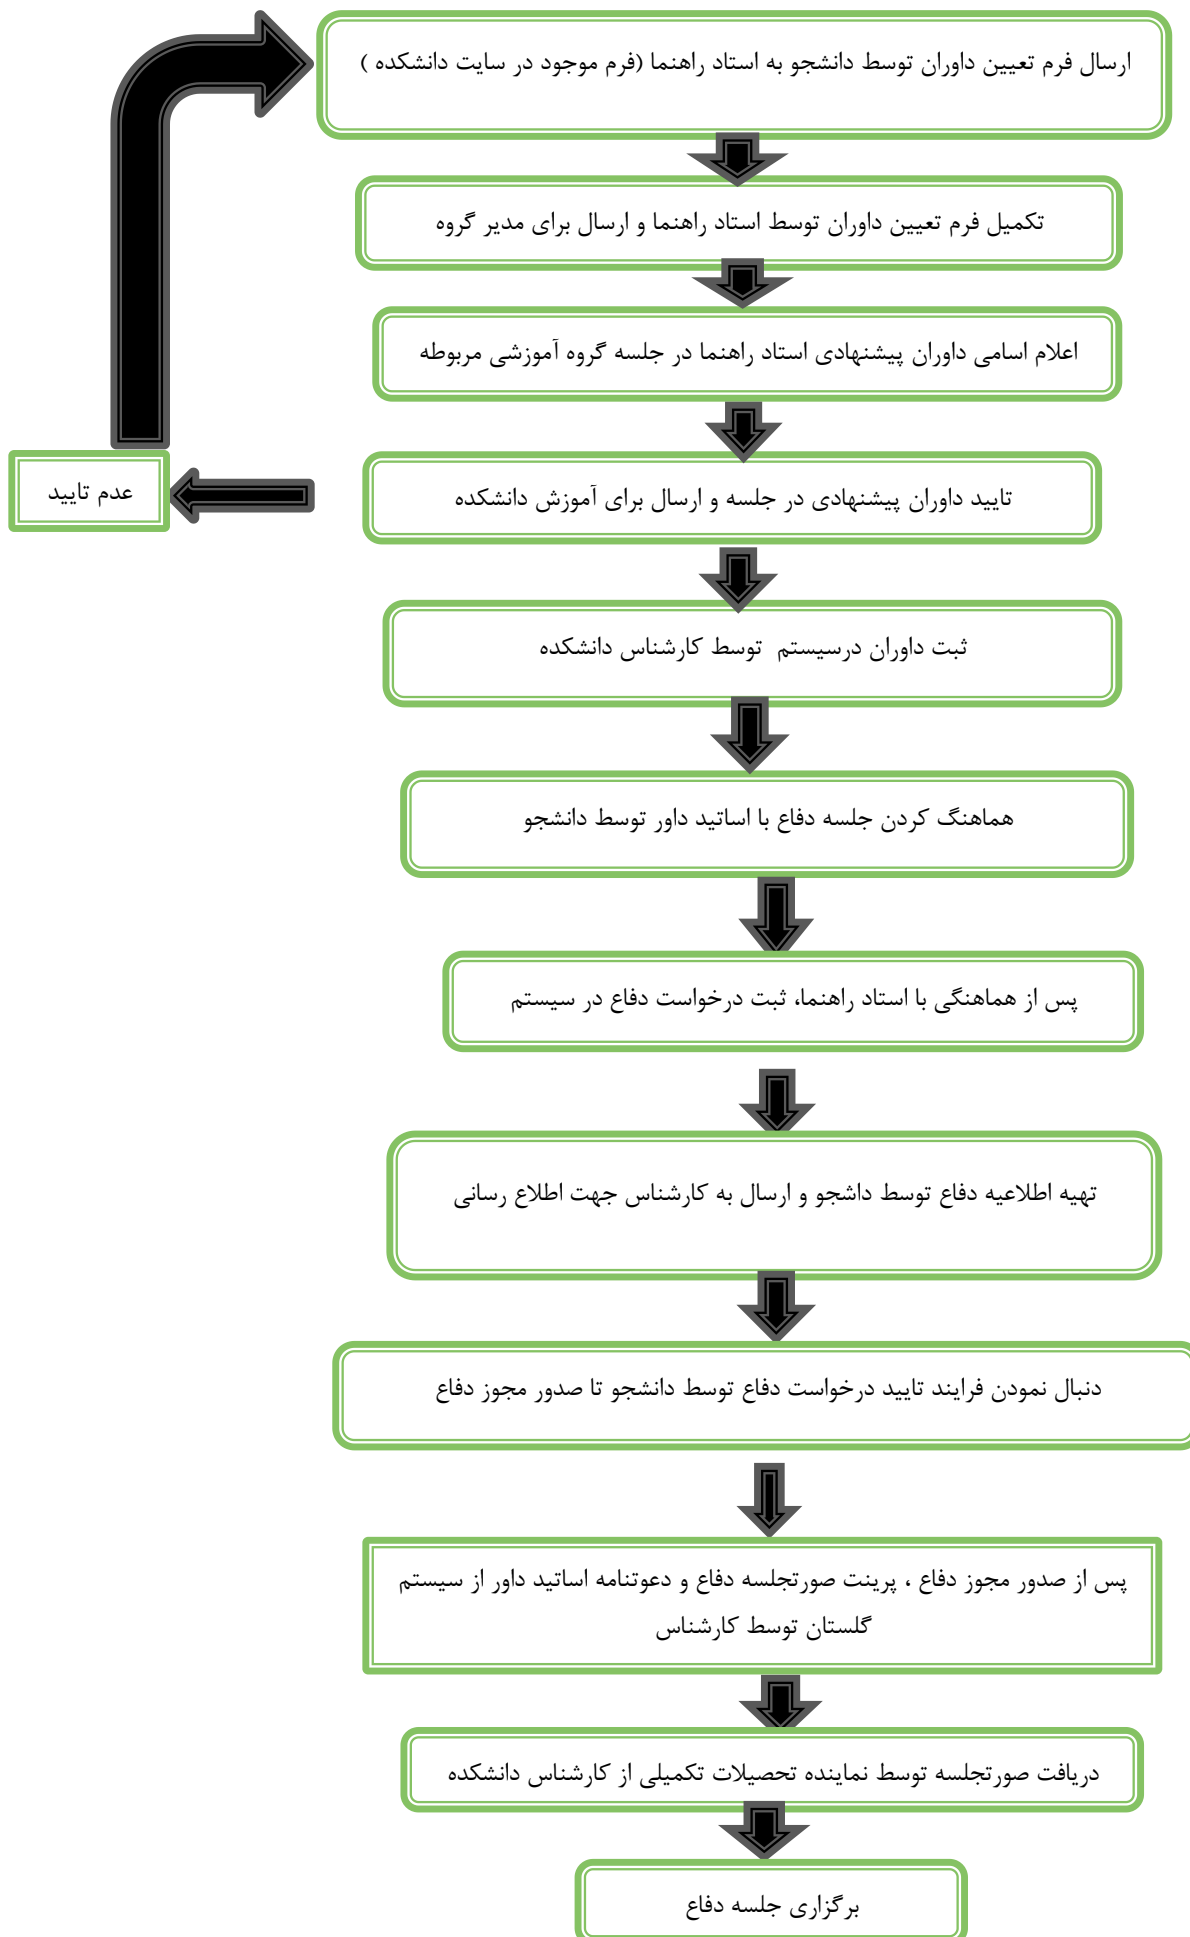 ارسال فرم تعیین داوران توسط دانشجو به استاد راهنما (فرم موجود در سایت دانشکده )
تکمیل فرم تعیین داوران توسط استاد راهنما و ارسال برای مدیر گروه
اعلام اسامی داوران پیشنهادی استاد راهنما در جلسه گروه آموزشی مربوطه
تایید داوران پیشنهادی در جلسه و ارسال برای آموزش دانشکده
عدم تایید
ثبت داوران درسیستم توسط کارشناس دانشکده
هماهنگ کردن جلسه دفاع با اساتید داور توسط دانشجو
پس از هماهنگی با استاد راهنما، ثبت درخواست دفاع در سیستم
تهیه اطلاعیه دفاع توسط داشجو و ارسال به کارشناس جهت اطلاع رسانی
دنبال نمودن فرایند تایید درخواست دفاع توسط دانشجو تا صدور مجوز دفاع
پس از صدور مجوز دفاع ، پرینت صورتجلسه دفاع و دعوتنامه اساتید داور از سیستم
گلستان توسط کارشناس
دریافت صورتجلسه توسط نماینده تحصیلات تکمیلی از کارشناس دانشکده
برگزاری جلسه دفاع